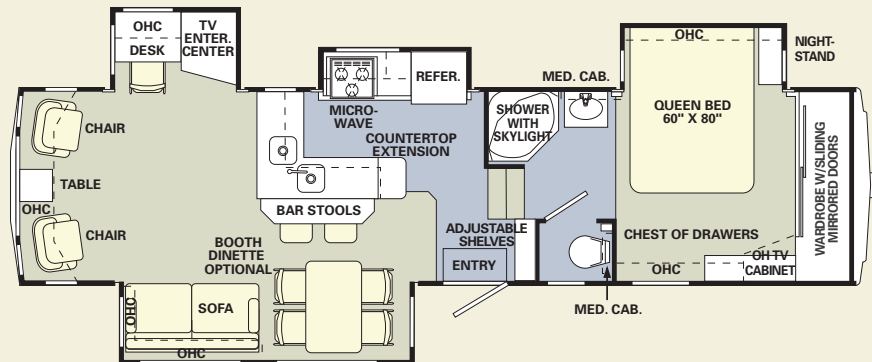 OHC
DESK
TV
ENTER.
CENTER
CHAIR
TABLE
OHC
CHAIR
MICRO-
WAVE
REFER.
COUNTERTOP
EXTENSION
BAR STOOLS
BOOTH
DINETTE
OPTIONAL
OHC
SOFA
OHC
ADJUSTABLE
SHELVES
ENTRY
MED. CAB.
SHOWER
WITH
SKYLIGHT
MED. CAB.
OHC
NIGHT-
STAND
QUEEN BED
60" X 80"
WARDROBE W/SLIDING
MIRRORED DOORS
CHEST OF DRAWERS
OHC
OH TV
CABINET